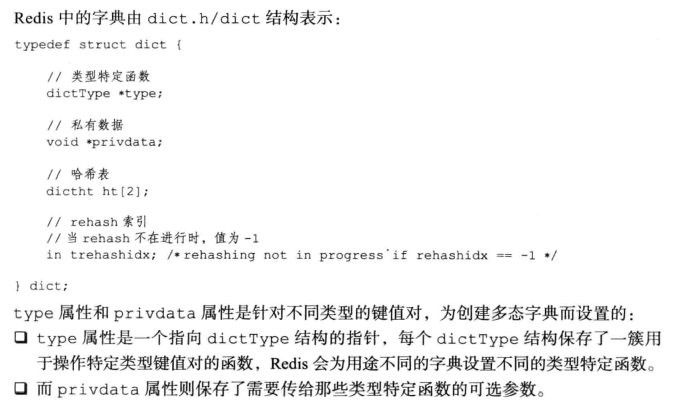 Redis 中的字典由 dict.h/dict 结构表示：
typedef struct dict {
// 类型特定函数
dictType *type;
// 私有数据
void *privdata;
// 哈希表
dictht ht[2];
// rehash 索引
// 当 rehash 不在进行时，值为 -1
in trehashidx; /* rehashing not in progress if rehashidx == -1 */
} dict;
type 属性和 privdata 属性是针对不同类型的键值对，为创建多态字典而设置的：
❑ type 属性是一个指向 dictType 结构的指针，每个 dictType 结构保存了一簇用
于操作特定类型键值对的函数，Redis 会为用途不同的字典设置不同的类型特定函数。
❑ 而 privdata 属性则保存了需要传给那些类型特定函数的可选参数。